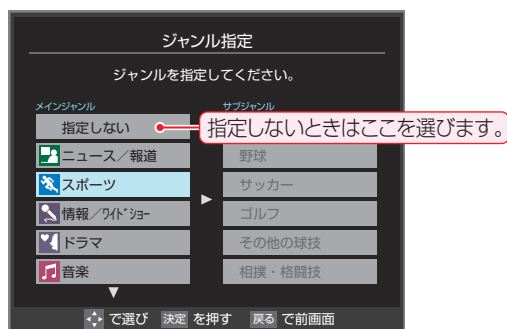 ジャンル指定
ジャンルを指定してください。
メインジャンル
サブジャンル
指定しない
指定しないときはここを選びます。
ニュース／報道
野球
スポーツ
サッカー
情報／ワイドショー
ゴルフ
ドラマ
その他の球技
音楽
相撲・格闘技
で選び 決定 を押す 戻る で前画面